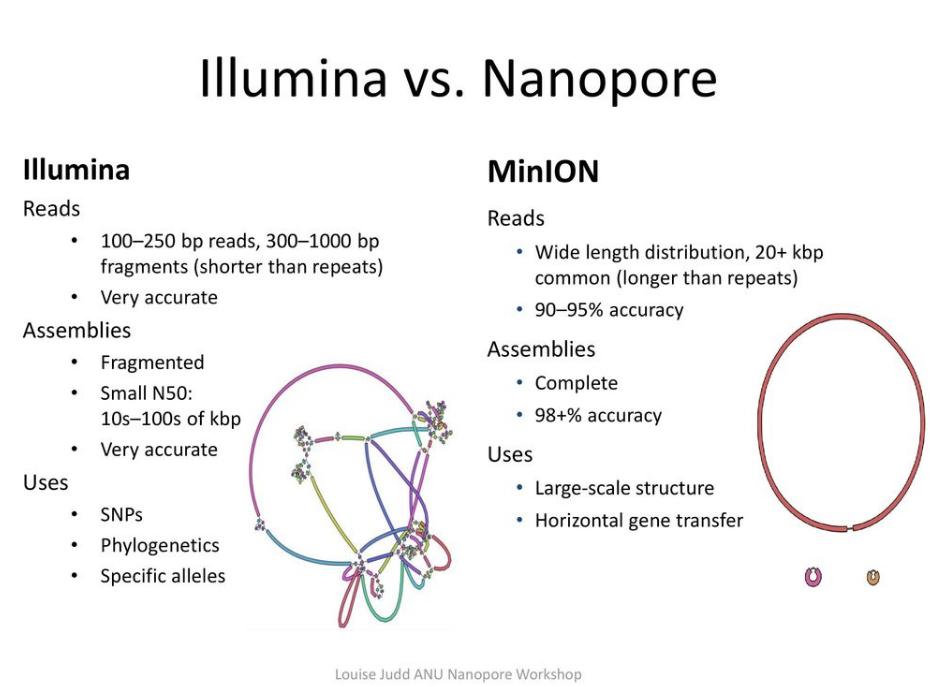 Illumina vs. Nanopore
Illumina
Reads
• 100–250 bp reads, 300–1000 bp
fragments (shorter than repeats)
• Very accurate
Assemblies
• Fragmented
• Small N50:
10s–100s of kbp
• Very accurate
Uses
• SNPs
• Phylogenetics
• Specific alleles
MinION
Reads
• Wide length distribution, 20+ kbp
common (longer than repeats)
• 90–95% accuracy
Assemblies
• Complete
• 98+% accuracy
Uses
• Large-scale structure
• Horizontal gene transfer
Louise Judd ANU Nanopore Workshop